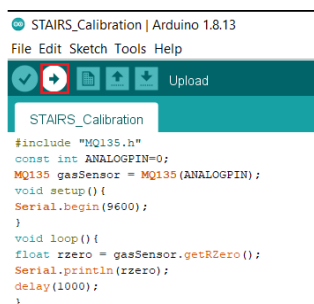 STAIRS_Calibration | Arduino 1.8.13
File Edit Sketch Tools Help
Upload
STAIRS_Calibration
#include "MQ135.h"
const int ANALOGPIN=0;
MQ135 gasSensor = MQ135(ANALOGPIN);
void setup(){
Serial.begin(9600);
}
void loop(){
float rzero = gasSensor.getRZero();
Serial.println(rzero);
delay(1000);
}